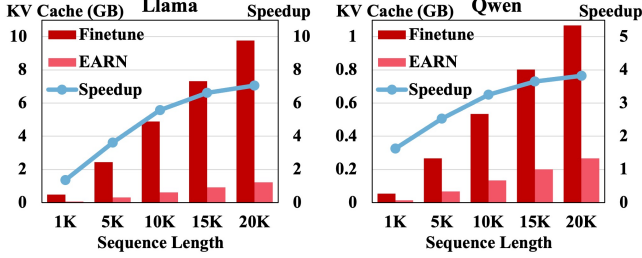 Llama
KV Cache (GB) Speedup
10 10
Finetune
8 8
EARN
6 6
Speedup
4 4
2 2
0 0
1K 5K 10K 15K 20K
Sequence Length
Qwen
KV Cache (GB) Speedup
1 5
Finetune
0.8 4
EARN
0.6 3
Speedup
0.4 2
0.2 1
0 0
1K 5K 10K 15K 20K
Sequence Length